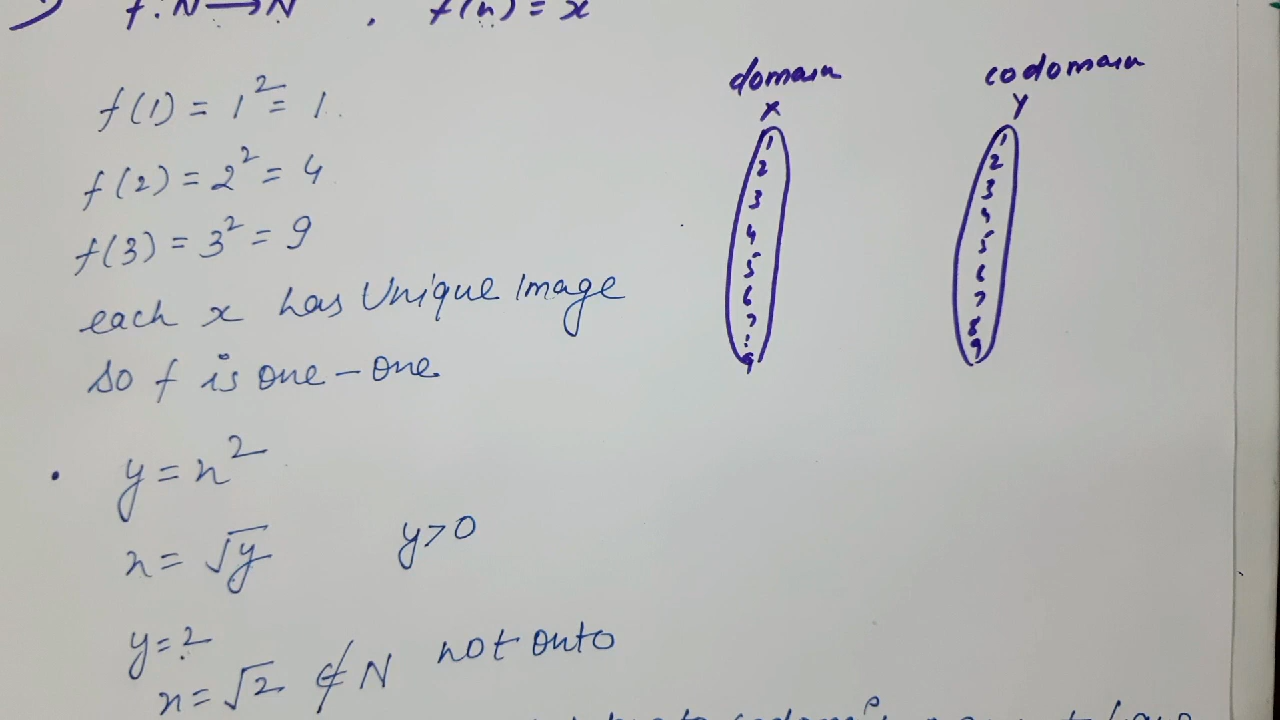 f: N→N , f(x) = x
f(1) = 1² = 1
f(2) = 2² = 4
f(3) = 3² = 9
each x has Unique Image
so f is one-one
y = x²
x = √y y>0
y = 2
x = √2 ∉ N not onto
domain codomain
X Y
1 1
2 2
3 3
4 4
5 5
6 6
7 7
: 8
9 9